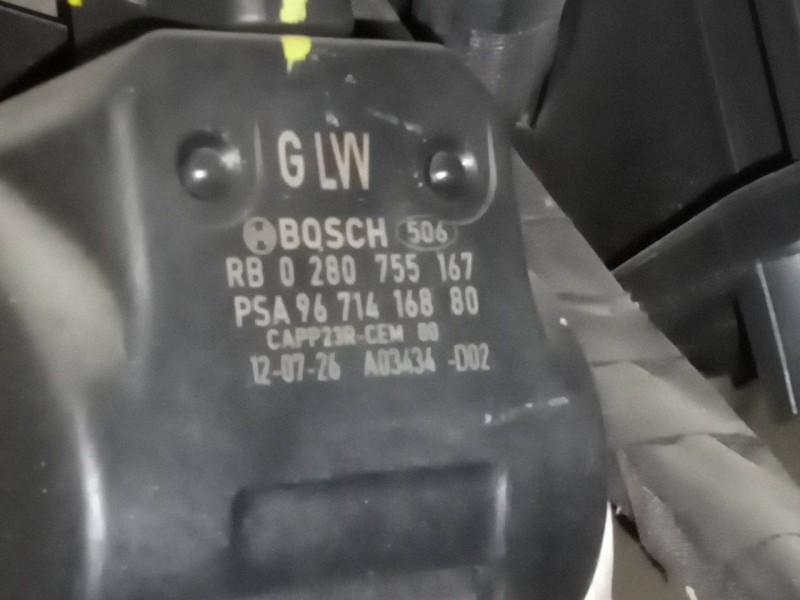 G LW
BOSCH 506
RB 0 280 755 167
PSA 96 714 168 80
CAPP23R-CEM 00
12-07-26 A03434 -D02